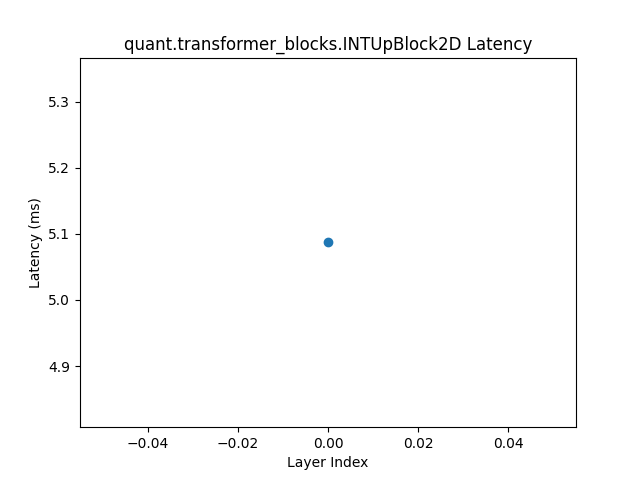 quant.transformer_blocks.INTUpBlock2D Latency
5.3
5.2
5.1
5.0
4.9
Latency (ms)
−0.04 −0.02 0.00 0.02 0.04
Layer Index